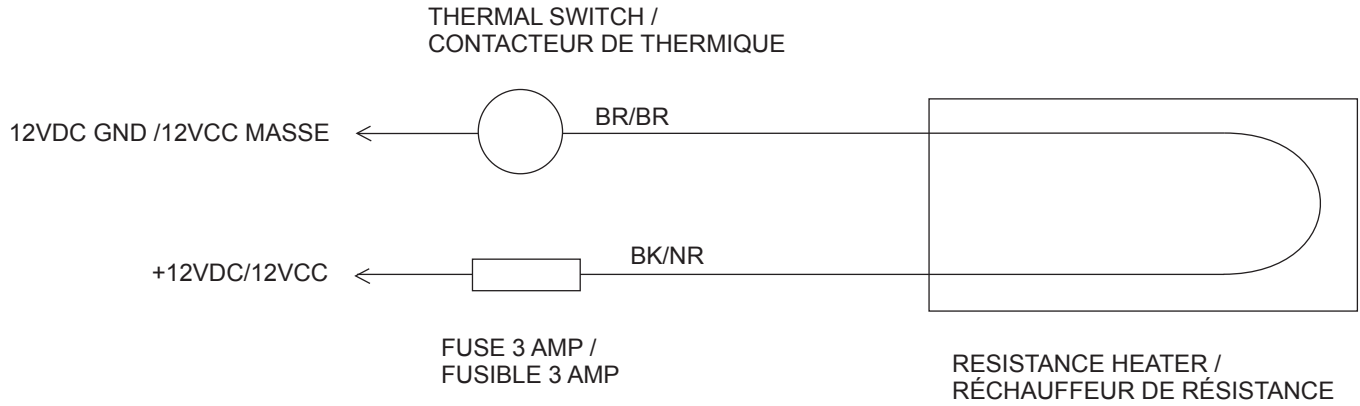 THERMAL SWITCH /
CONTACTEUR DE THERMIQUE
12VDC GND /12VCC MASSE
BR/BR
+12VDC/12VCC
BK/NR
FUSE 3 AMP /
FUSIBLE 3 AMP
RESISTANCE HEATER /
RÉCHAUFFEUR DE RÉSISTANCE